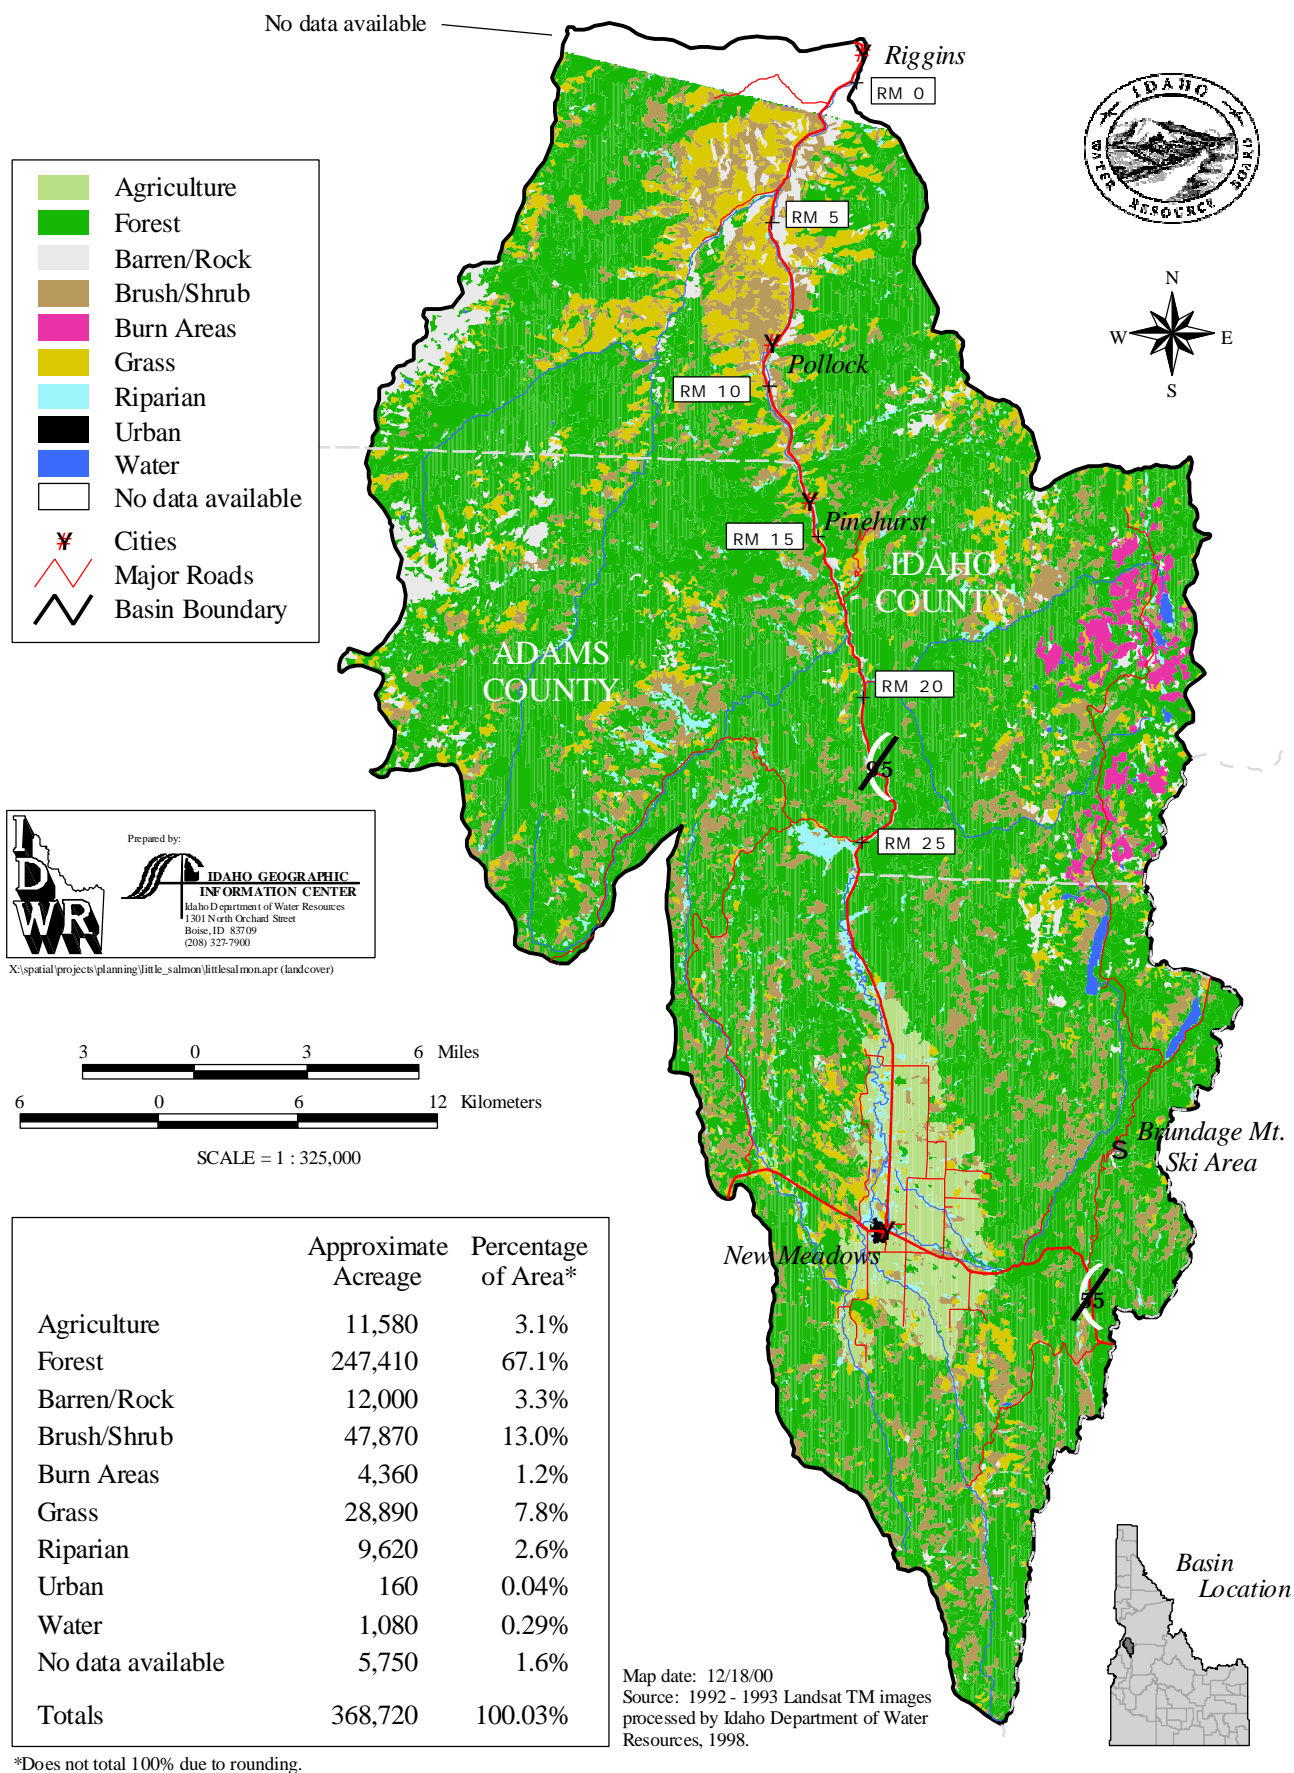 No data available
Riggins
RM 0
IDAHO
WATER RESOURCE BOARD
Agriculture
Forest
Barren/Rock
Brush/Shrub
Burn Areas
Grass
Riparian
Urban
Water
No data available
Cities
Major Roads
Basin Boundary
RM 5
N
W E
S
Pollock
RM 10
Pinehurst
RM 15
IDAHO
COUNTY
ADAMS
COUNTY
RM 20
95
RM 25
IDWR
Prepared by:
IDAHO GEOGRAPHIC
INFORMATION CENTER
Idaho Department of Water Resources
1301 North Orchard Street
Boise, ID 83709
(208) 327-7900
X:\spatial\projects\planning\little_salmon\littlesalmon.apr (landcover)
3 0 3 6 Miles
6 0 6 12 Kilometers
SCALE = 1 : 325,000
S
Brundage Mt.
Ski Area
New Meadows
55
Approximate Percentage
Acreage of Area*
Agriculture 11,580 3.1%
Forest 247,410 67.1%
Barren/Rock 12,000 3.3%
Brush/Shrub 47,870 13.0%
Burn Areas 4,360 1.2%
Grass 28,890 7.8%
Riparian 9,620 2.6%
Urban 160 0.04%
Water 1,080 0.29%
No data available 5,750 1.6%
Totals 368,720 100.03%
*Does not total 100% due to rounding.
Map date: 12/18/00
Source: 1992 - 1993 Landsat TM images
processed by Idaho Department of Water
Resources, 1998.
Basin
Location